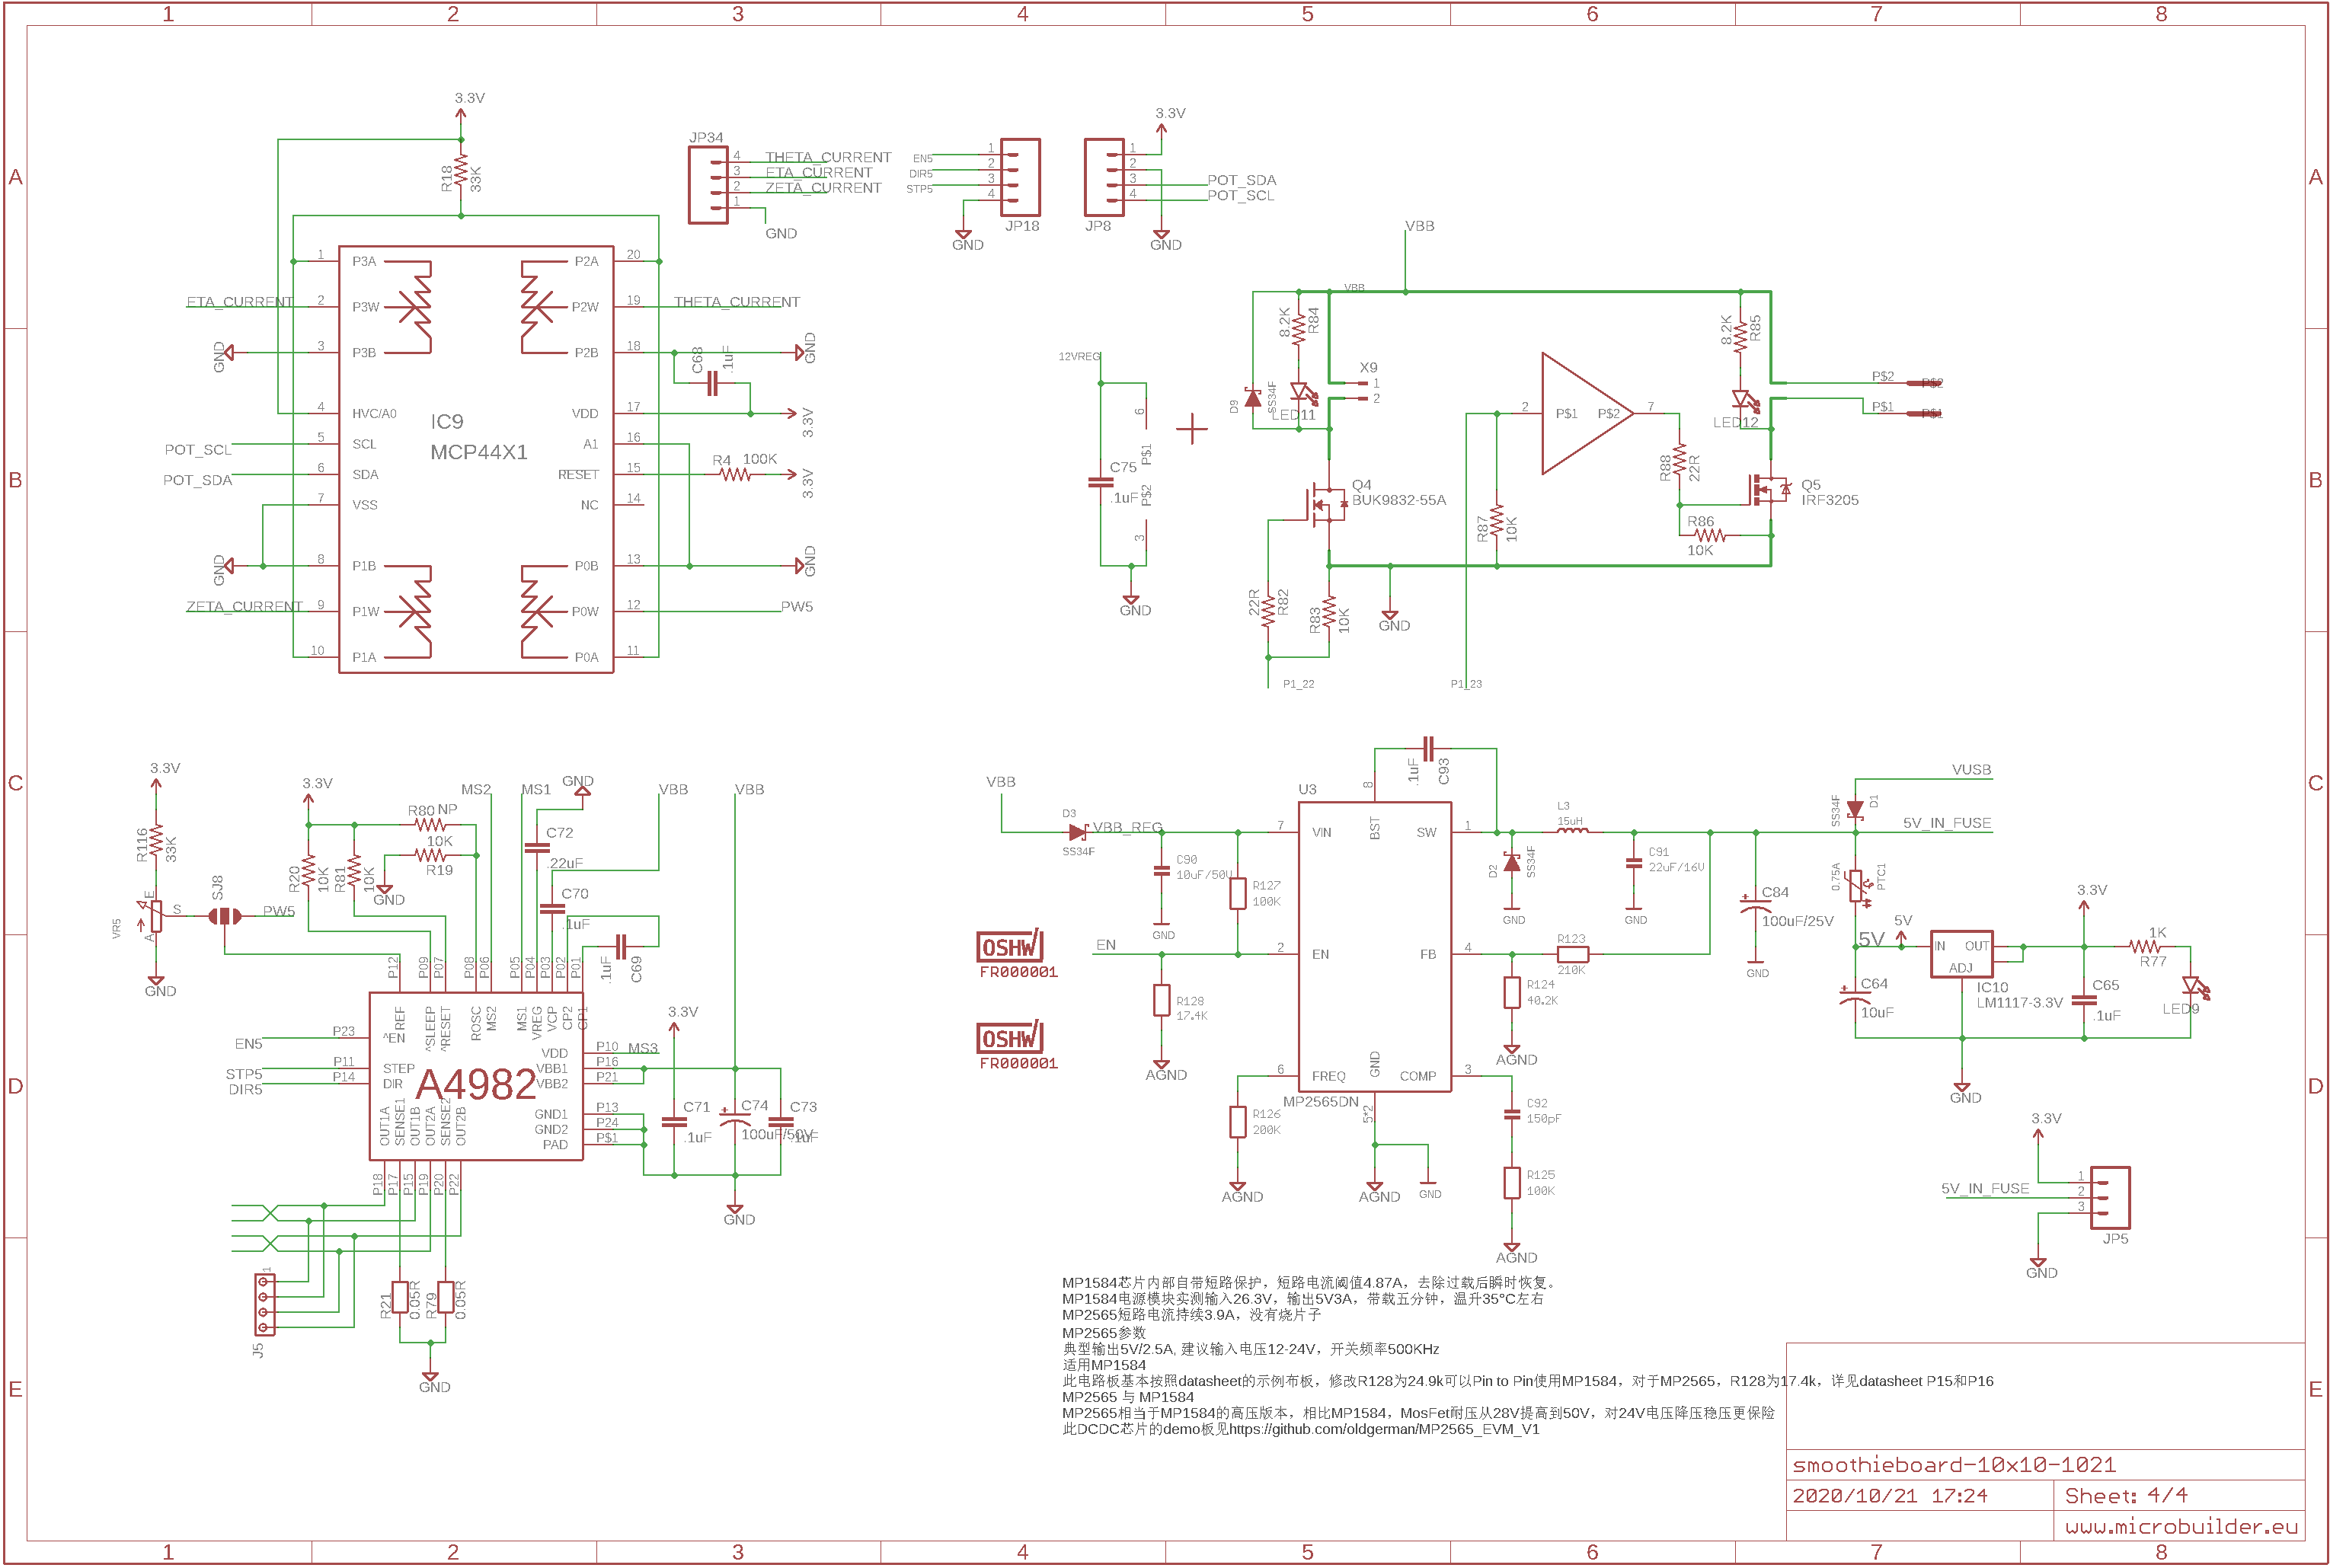 1 2 3 4 5 6 7 8
A
B
C
D
E
3.3V
R18
33K
1 P3A
2 P3W
3 P3B
4 HVC/A0
5 SCL
6 SDA
7 VSS
8 P1B
9 P1W
10 P1A
P2A 20
P2W 19
P2B 18
VDD 17
A1 16
RESET 15
NC 14
P0B 13
P0W 12
P0A 11
IC9
MCP44X1
ETA_CURRENT
GND
POT_SCL
POT_SDA
GND
ZETA_CURRENT
THETA_CURRENT
GND
C68
.1uF
3.3V
R4 100K
3.3V
GND
PW5
JP34
4 THETA_CURRENT
3 ETA_CURRENT
2 ZETA_CURRENT
1
GND
EN5 1
DIR5 2
STP5 3
4
GND
JP18
3.3V
1
2
3 POT_SDA
4 POT_SCL
JP8
GND
VBB
VBB
12VREG
C75
.1uF
6
P$1
P$2
3
GND
D9
SS34F
8.2K
R84
LED11
X9
1
2
Q4
BUK9832-55A
22R
R82
R83
10K
GND
P1_22
P1_23
2 P$1 P$2 7
R87
10K
R88
22R
R86
10K
8.2K
R85
LED12
Q5
IRF3205
P$2 P$2
P$1 P$1
3.3V
R116
33K
VR5
E
S
A
GND
SJ8
PW5
3.3V
R20
10K
R81
10K
R80 NP
10K
R19
GND
MS2
MS1
GND
C72
.22uF
VBB
C70
.1uF
.1uF
C69
VBB
P12
P09
P07
P08
P06
P05
P04
P03
P02
P01
REF
^SLEEP
^RESET
ROSC
MS2
MS1
VREG
VCP
CP2
CP1
EN5 P23 ^EN
STP5 P11 STEP
DIR5 P14 DIR
A4982
VDD P10 MS3
VBB1 P16
VBB2 P21
GND1 P13
GND2 P24
PAD P$1
OUT1A
SENSE1
OUT1B
OUT2A
SENSE2
OUT2B
P18
P17
P15
P19
P20
P22
3.3V
C71
.1uF
C74
100uF/50V
C73
.1uF
GND
1
J5
R21
0.05R
R79
0.05R
GND
VBB
D3
SS34F
VBB_REG
C90
10uF/50V
GND
R127
100K
EN
R128
17.4K
AGND
OSHW
FR000001
OSHW
FR000001
U3
MP2565DN
7 VIN
2 EN
6 FREQ
8 BST
SW 1
FB 4
COMP 3
GND
5*2
R126
200K
AGND
AGND
GND
.1uF
C93
D2
SS34F
GND
L3
15uH
C91
22uF/16V
GND
R123
210K
R124
40.2K
AGND
C92
150pF
R125
100K
AGND
C84
100uF/25V
GND
VUSB
SS34F
D1
5V_IN_FUSE
0.75A
PTC1
5V
5V
C64
10uF
IN OUT
ADJ
IC10
LM1117-3.3V
3.3V
C65
.1uF
1K
R77
LED9
GND
3.3V
5V_IN_FUSE
1
2
3
JP5
GND
MP1584芯片内部自带短路保护，短路电流阈值4.87A，去除过载后瞬时恢复。
MP1584电源模块实测输入26.3V，输出5V3A，带载五分钟，温升35°C左右
MP2565短路电流持续3.9A，没有烧片子
MP2565参数
典型输出5V/2.5A, 建议输入电压12-24V，开关频率500KHz
适用MP1584
此电路板基本按照datasheet的示例布板，修改R128为24.9k可以Pin to Pin使用MP1584，对于MP2565，R128为17.4k，详见datasheet P15和P16
MP2565 与 MP1584
MP2565相当于MP1584的高压版本，相比MP1584，MosFet耐压从28V提高到50V，对24V电压降压稳压更保险
此DCDC芯片的demo板见https://github.com/oldgerman/MP2565_EVM_V1
smoothieboard-10x10-1021
2020/10/21 17:24
Sheet: 4/4
www.microbuilder.eu
A
B
C
D
E
1 2 3 4 5 6 7 8